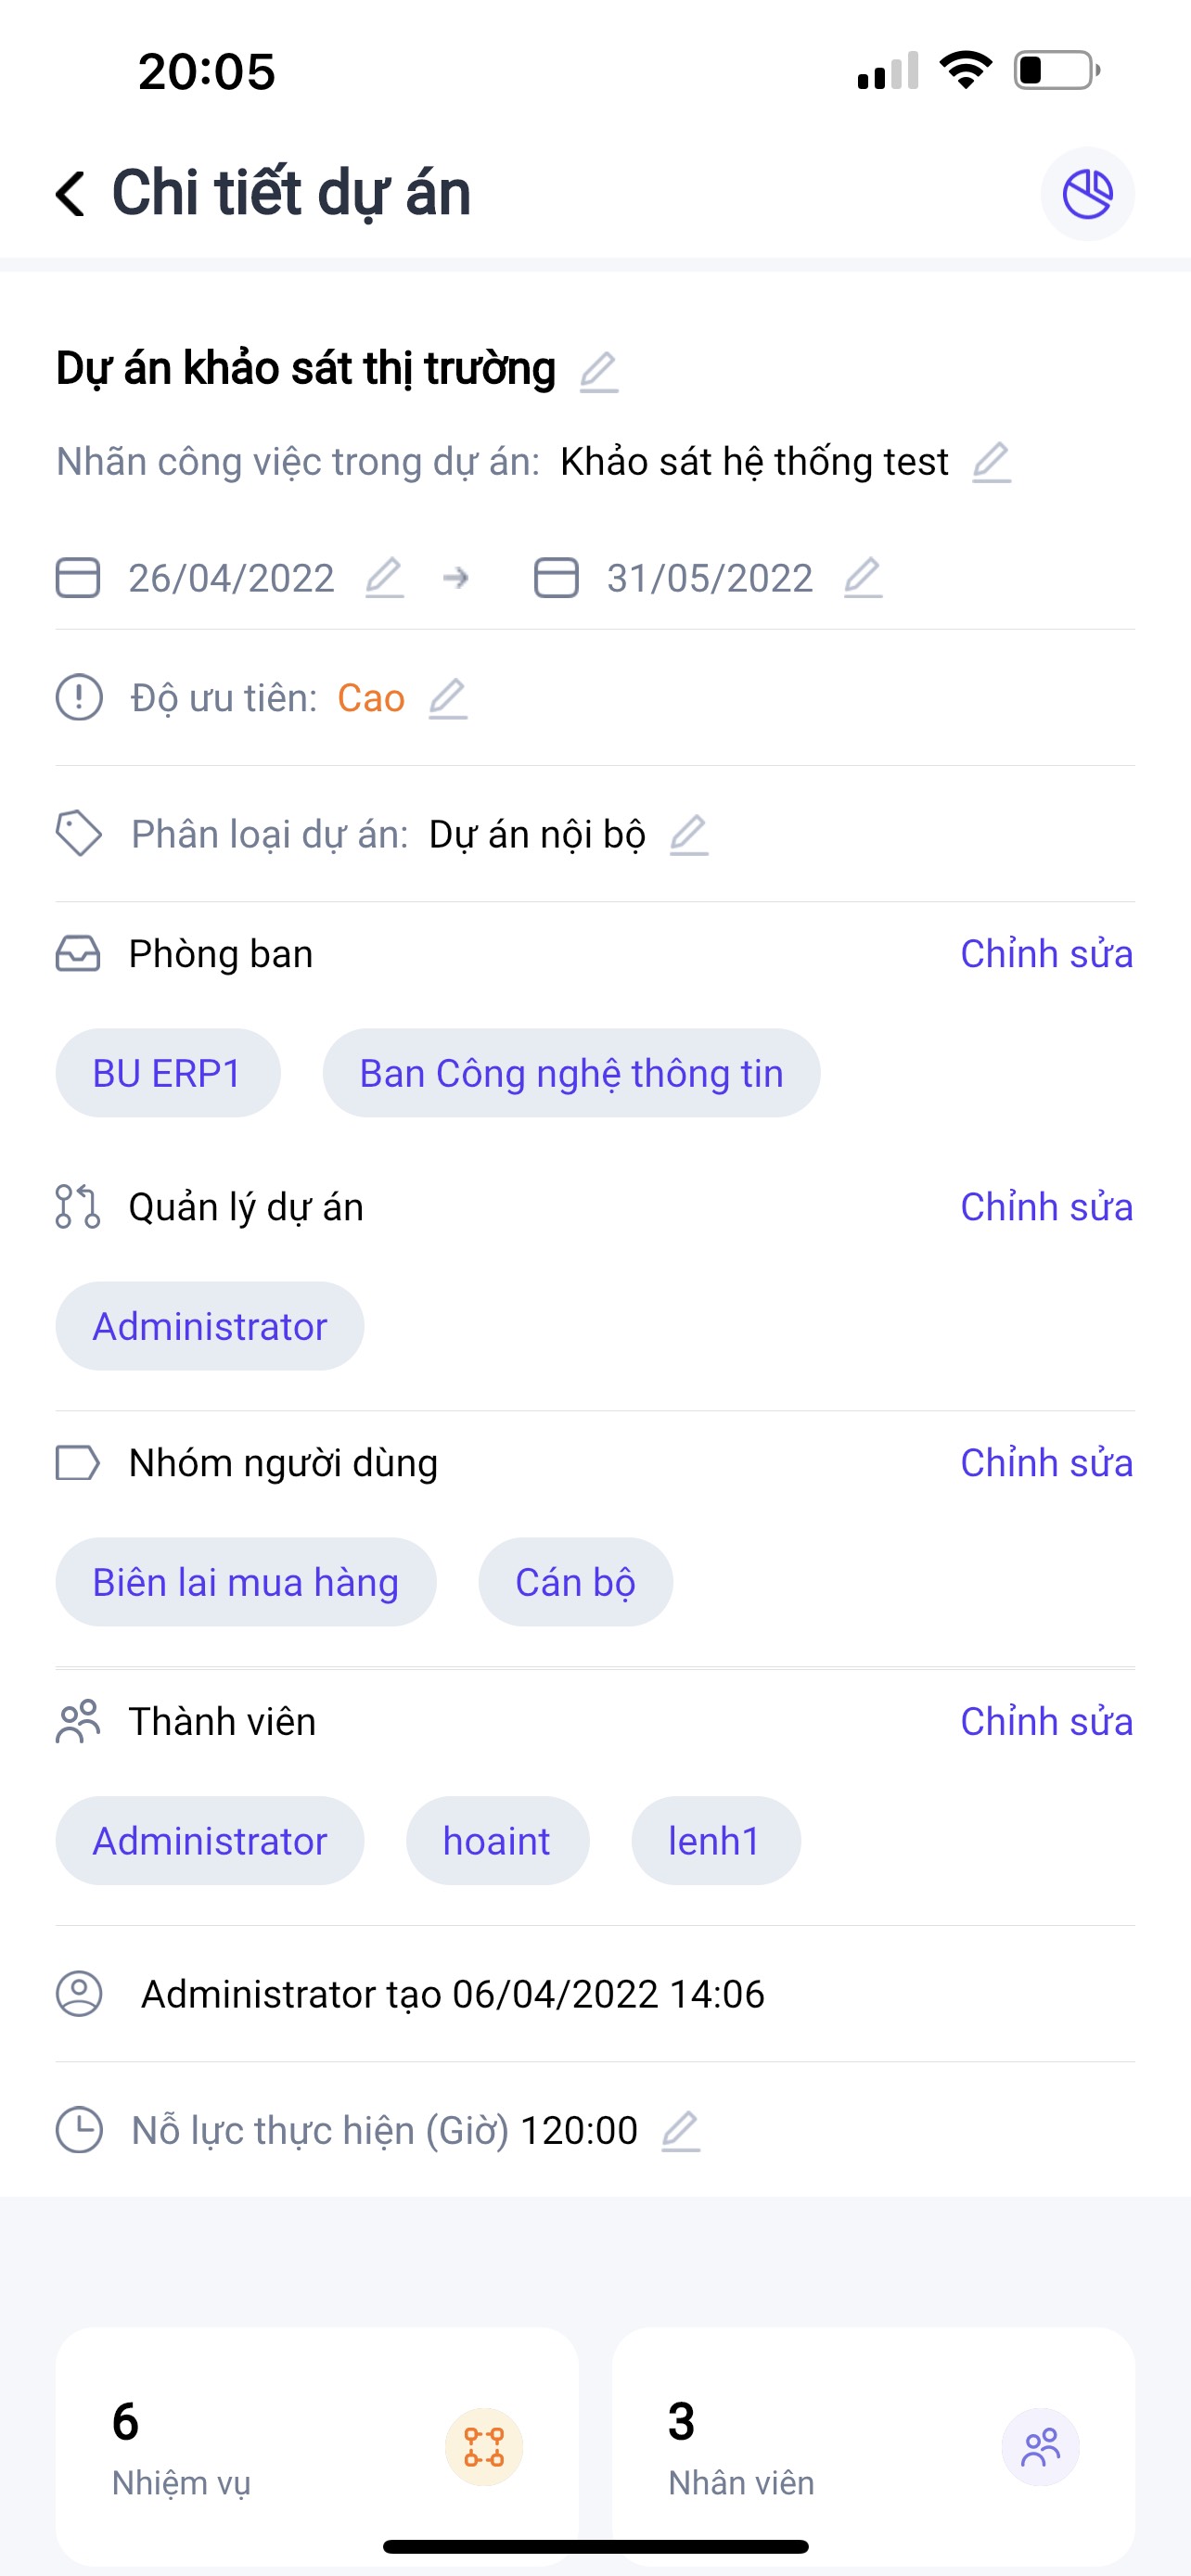 20:05
Chi tiết dự án
Dự án khảo sát thị trường
Nhãn công việc trong dự án: Khảo sát hệ thống test
26/04/2022 → 31/05/2022
Độ ưu tiên: Cao
Phân loại dự án: Dự án nội bộ
Phòng ban Chỉnh sửa
BU ERP1 Ban Công nghệ thông tin
Quản lý dự án Chỉnh sửa
Administrator
Nhóm người dùng Chỉnh sửa
Biên lai mua hàng Cán bộ
Thành viên Chỉnh sửa
Administrator hoaint lenh1
Administrator tạo 06/04/2022 14:06
Nỗ lực thực hiện (Giờ) 120:00
6 3
Nhiệm vụ Nhân viên